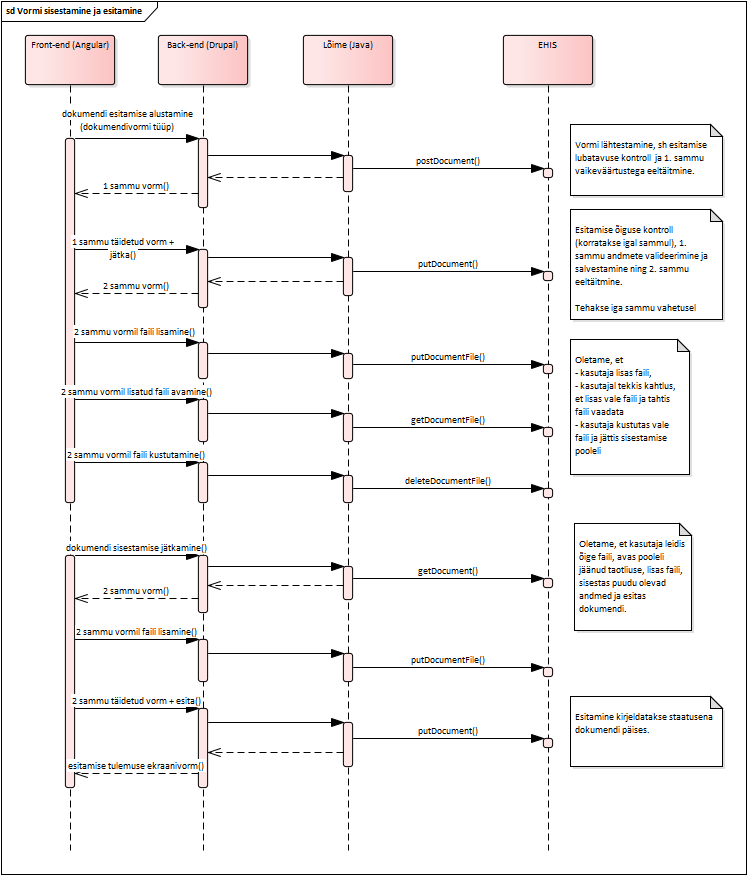 sd Vormi sisestamine ja esitamine
Front-end (Angular)
Back-end (Drupal)
Lõime (Java)
EHIS
dokumendi esitamise alustamine
(dokumendivormi tüüp)
postDocument()
1 sammu vorm()
Vormi lähtestamine, sh esitamise
lubatavuse kontroll ja 1. sammu
vaikeväärtustega eeltäitmine.
1 sammu täidetud vorm +
jätka()
putDocument()
2 sammu vorm()
Esitamise õiguse kontroll
(korratakse igal sammul), 1.
sammu andmete valideerimine ja
salvestamine ning 2. sammu
eeltäitmine.
Tehakse iga sammu vahetusel
2 sammu vormil faili lisamine()
putDocumentFile()
2 sammu vormil lisatud faili avamine()
getDocumentFile()
2 sammu vormil faili kustutamine()
deleteDocumentFile()
Oletame, et
- kasutaja lisas faili,
- kasutajal tekkis kahtlus,
et lisas vale faili ja tahtis
faili vaadata
- kasutaja kustutas vale
faili ja jättis sisestamise
pooleli
dokumendi sisestamise jätkamine()
getDocument()
2 sammu vorm()
Oletame, et kasutaja leidis
õige faili, avas pooleli
jäänud taotliuse, lisas faili,
sisestas puudu olevad
andmed ja esitas
dokumendi.
2 sammu vormil faili lisamine()
putDocumentFile()
2 sammu täidetud vorm + esita()
putDocument()
esitamise tulemuse ekraanivorm()
Esitamine kirjeldatakse staatusena
dokumendi päises.